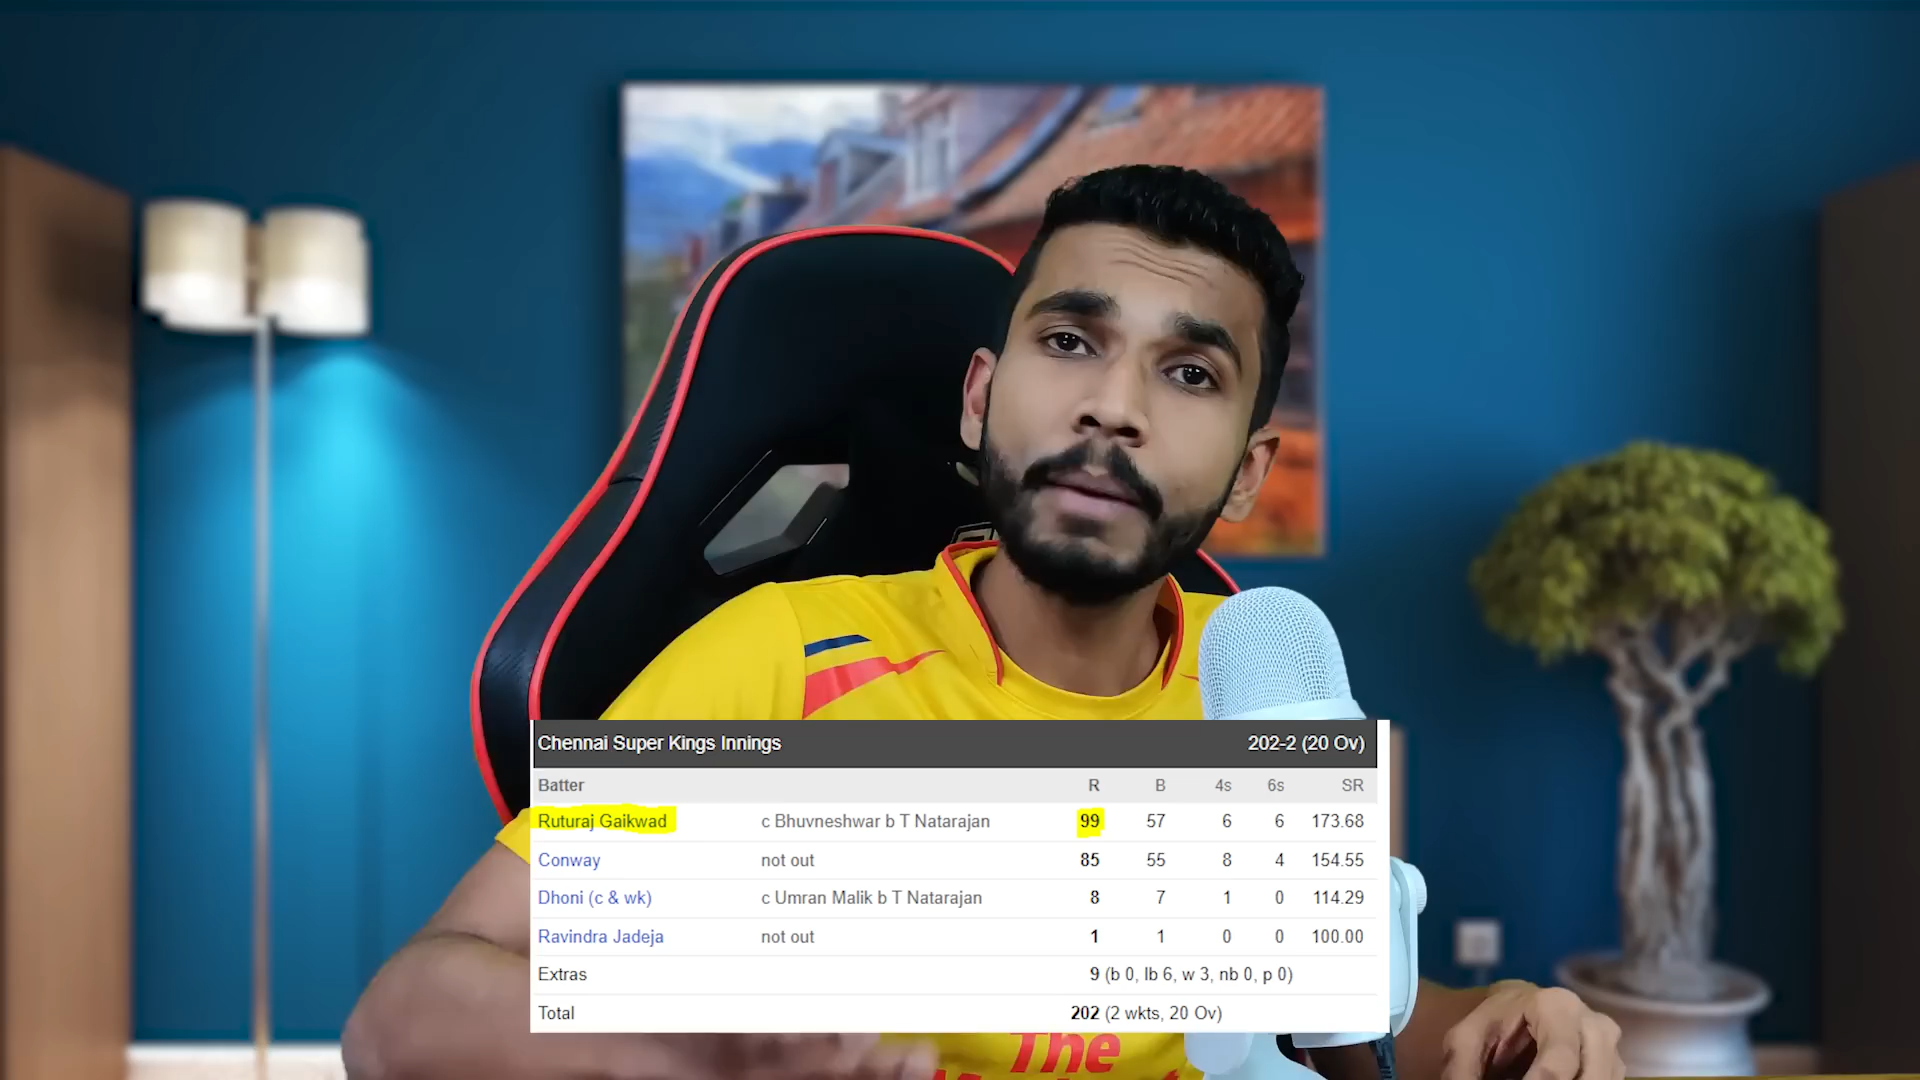 Chennai Super Kings Innings 202-2 (20 Ov)
Batter R B 4s 6s SR
Ruturaj Gaikwad c Bhuvneshwar b T Natarajan 99 57 6 6 173.68
Conway not out 85 55 8 4 154.55
Dhoni (c & wk) c Umran Malik b T Natarajan 8 7 1 0 114.29
Ravindra Jadeja not out 1 1 0 0 100.00
Extras 9 (b 0, lb 6, w 3, nb 0, p 0)
Total 202 (2 wkts, 20 Ov)
The